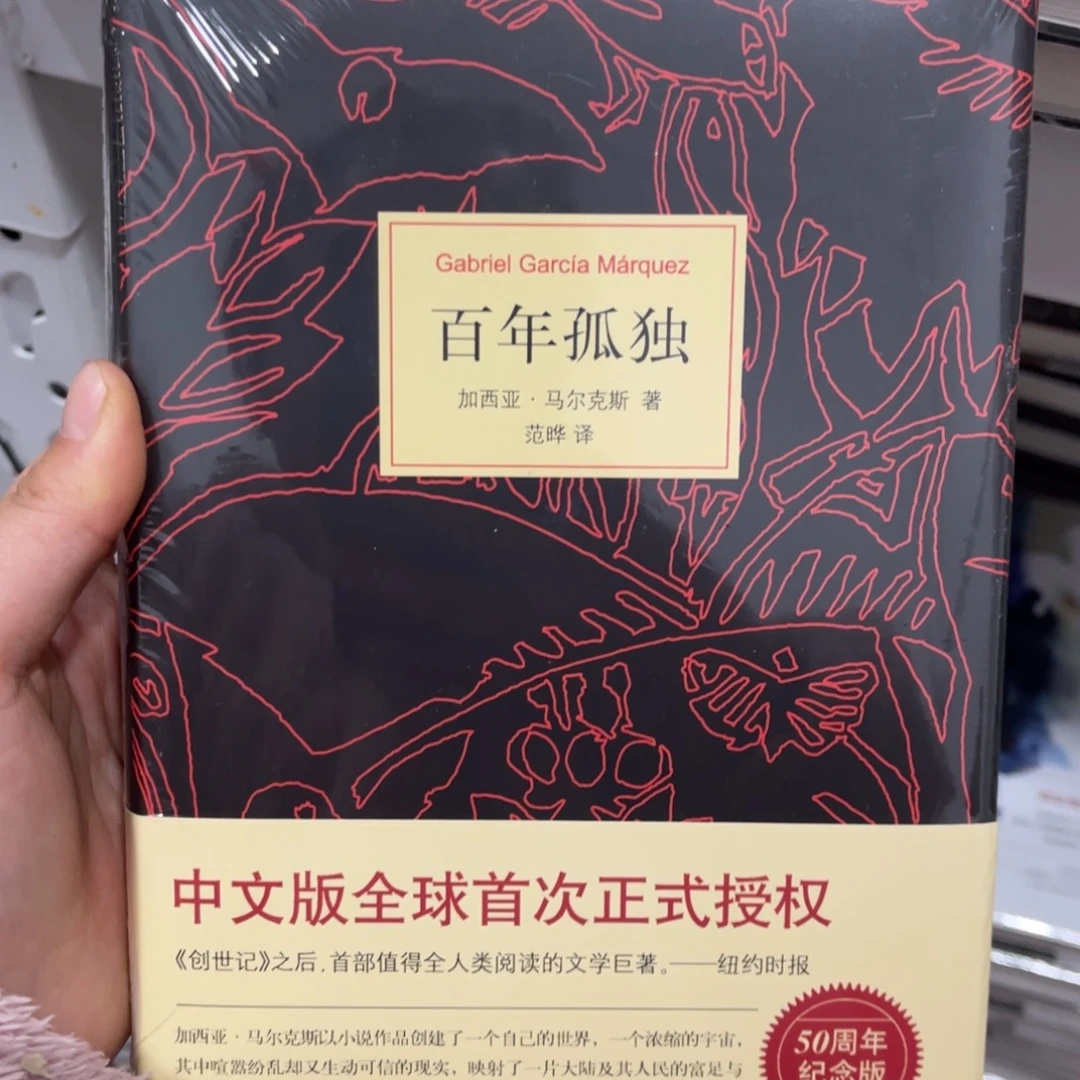 Gabriel García Márquez
百年孤独
加西亚·马尔克斯 著
范晔 译
中文版全球首次正式授权
《创世记》之后，首部值得全人类阅读的文学巨著。——纽约时报
加西亚·马尔克斯以小说作品创建了一个自己的世界，一个浓缩的宇宙，
其中喧嚣纷乱却又生动可信的现实，映射了一片大陆及其人民的富足与
50周年
纪念版